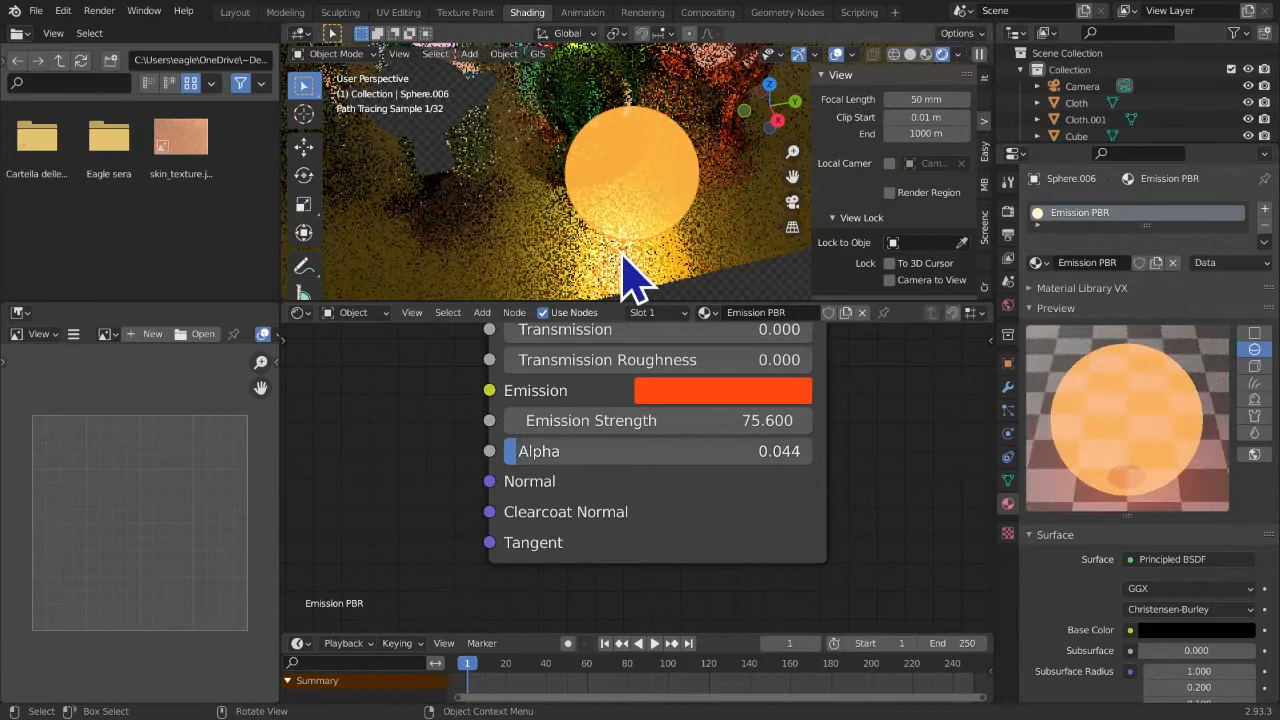 File Edit Render Window Help Layout Modeling Sculpting UV Editing Texture Paint Shading Animation Rendering Compositing Geometry Nodes Scripting + Scene View Layer
View Select
C:\Users\eagle\OneDrive\~De...
Cartella delle...
Eagle sera
skin_texture.j...
View New Open
Global Options
Object Mode View Select Add Object GIS
User Perspective
(1) Collection | Sphere.006
Path Tracing Sample 1/32
Z
Y
X
View
Focal Length 50 mm
Clip Start 0.01 m
End 1000 m
Local Camer Cam...
Render Region
View Lock
Lock to Obje
Lock To 3D Cursor
Camera to View
V
Easy
MB
Screenc
Object View Select Add Node Use Nodes Slot 1 Emission PBR
Transmission 0.000
Transmission Roughness 0.000
Emission
Emission Strength 75.600
Alpha 0.044
Normal
Clearcoat Normal
Tangent
Emission PBR
Playback Keying View Marker 1 Start 1 End 250
1 20 40 60 80 100 120 140 160 180 200 220 240
Summary
Scene Collection
Collection
Camera
Cloth
Cloth.001
Cube
Sphere.006 Emission PBR
Emission PBR
Emission PBR Data
Material Library VX
Preview
Surface
Surface Principled BSDF
GGX
Christensen-Burley
Base Color
Subsurface 0.000
Subsurface Radius 1.000
0.200
Select Box Select Rotate View Object Context Menu 2.93.3